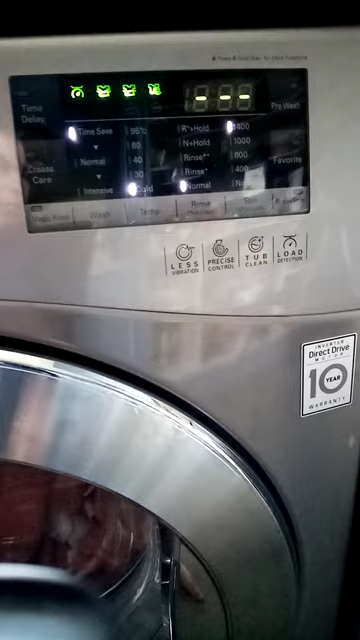 Time Delay
Crease Care
Time Save
Normal
Intensive
95°c
60
40
30
Cold
R+Hold
N+Hold
Rinse++
Rinse+
Normal
1400
1000
800
400
Pre Wash
Favorite
Wash
Temp.
Rinse
LESS VIBRATION
PRECISE CONTROL
TUB CLEAN
LOAD DETECTION
INVERTER
Direct Drive
MOTOR
10 YEAR
WARRANTY